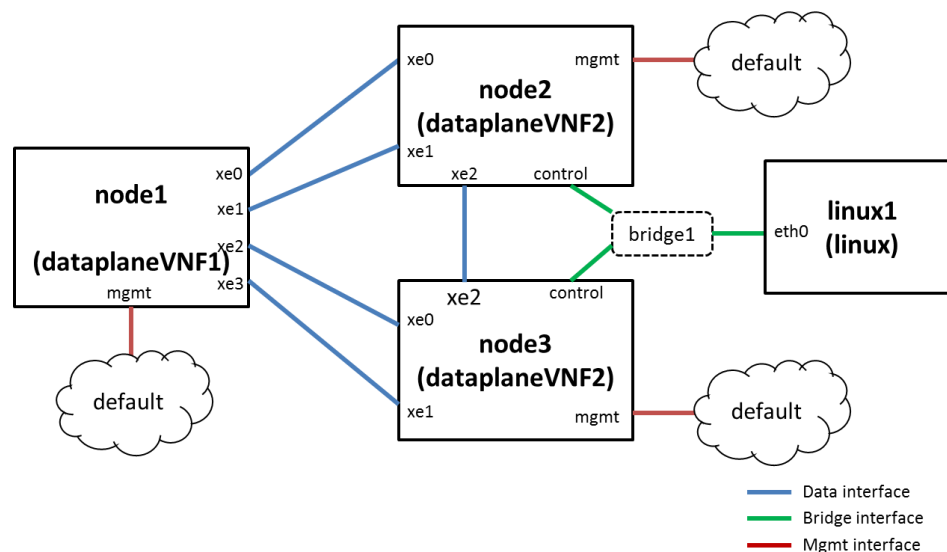 node1
(dataplaneVNF1)
xe0
xe1
xe2
xe3
mgmt
default
xe0
mgmt
node2
(dataplaneVNF2)
xe1
xe2
control
default
bridge1
eth0
linux1
(linux)
xe2
control
xe0
node3
(dataplaneVNF2)
xe1
mgmt
default
Data interface
Bridge interface
Mgmt interface